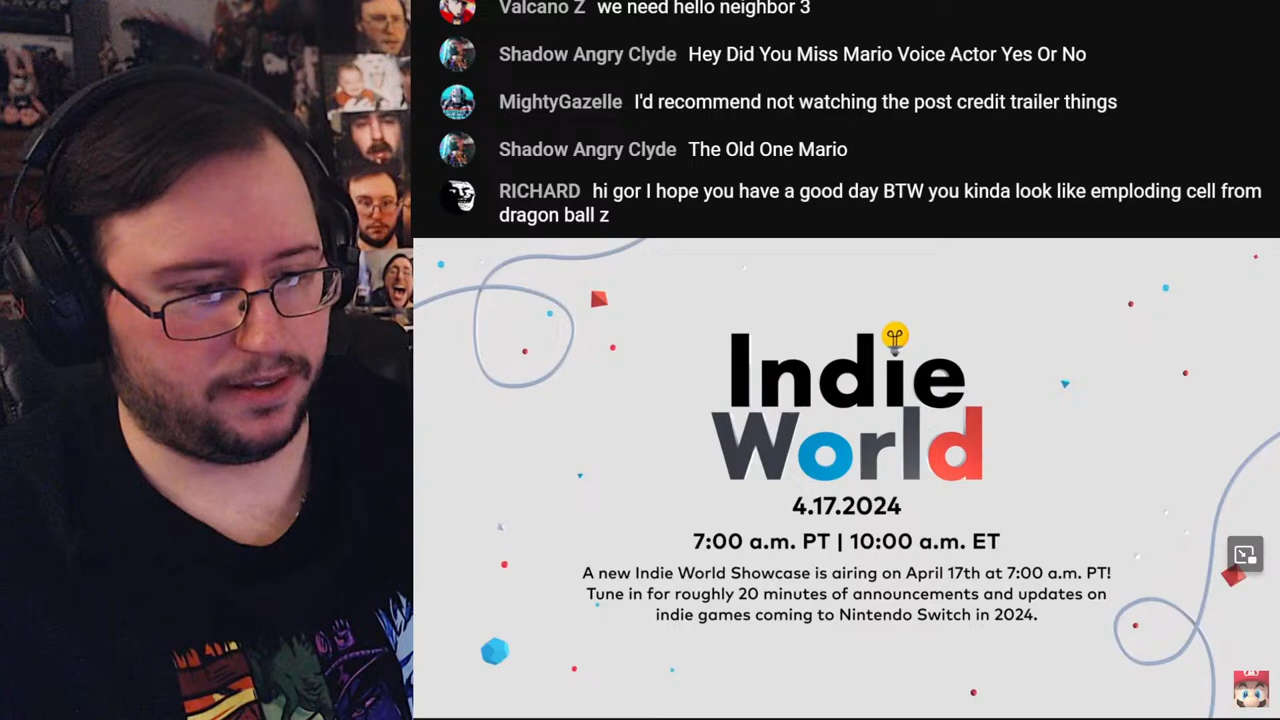 Valcano Z we need hello neighbor 3
Shadow Angry Clyde Hey Did You Miss Mario Voice Actor Yes Or No
MightyGazelle I'd recommend not watching the post credit trailer things
Shadow Angry Clyde The Old One Mario
RICHARD hi gor I hope you have a good day BTW you kinda look like emploding cell from
dragon ball z
Indie
World
4.17.2024
7:00 a.m. PT | 10:00 a.m. ET
A new Indie World Showcase is airing on April 17th at 7:00 a.m. PT!
Tune in for roughly 20 minutes of announcements and updates on
indie games coming to Nintendo Switch in 2024.